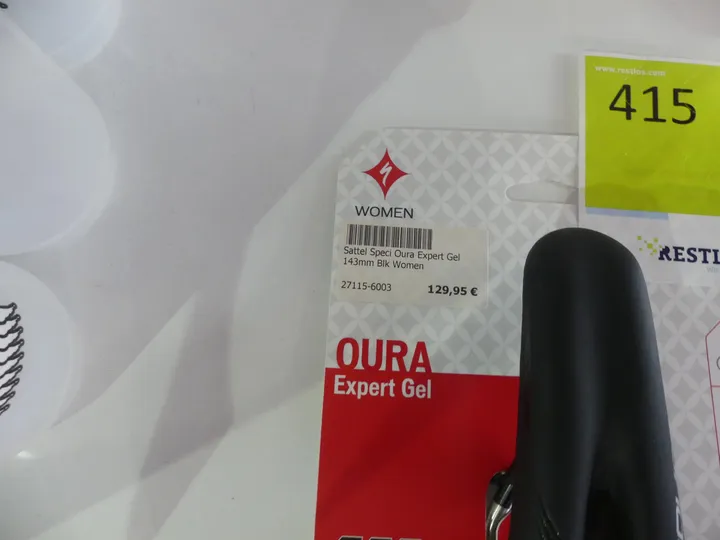 www.restlos.com
415
WOMEN
RESTL
Sattel Speci Oura Expert Gel
143mm Blk Women
27115-6003 129,95 €
OURA
Expert Gel